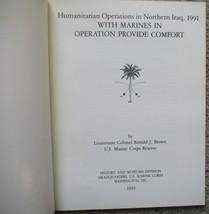 Humanitarian Operations in Northern Iraq, 1991
WITH MARINES IN
OPERATION PROVIDE COMFORT
by
Lieutenant Colonel Ronald J. Brown
U.S. Marine Corps Reserve
HISTORY AND MUSEUMS DIVISION
HEADQUARTERS, U.S. MARINE CORPS
WASHINGTON, D.C.
1995